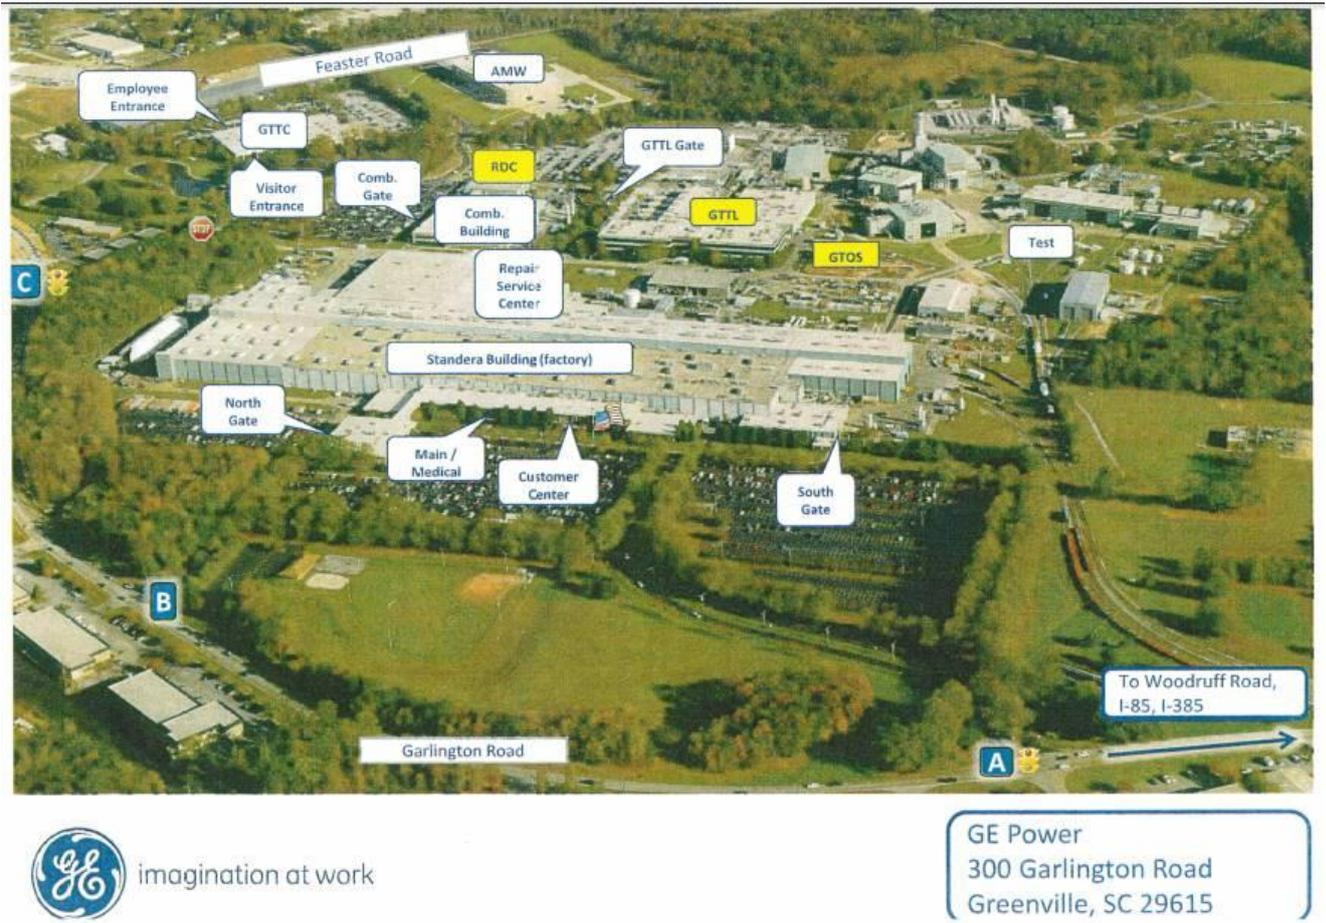 Feaster Road
AMW
Employee
Entrance
GTTC
GTTL Gate
RDC
Comb.
Gate
Visitor
Entrance
Comb.
Building
GTTL
STOP
Test
GTOS
C
Repair
Service
Center
Standera Building (factory)
North
Gate
Main /
Medical
Customer
Center
South
Gate
B
To Woodruff Road,
I-85, I-385
Garlington Road
A
GE
imagination at work
GE Power
300 Garlington Road
Greenville, SC 29615